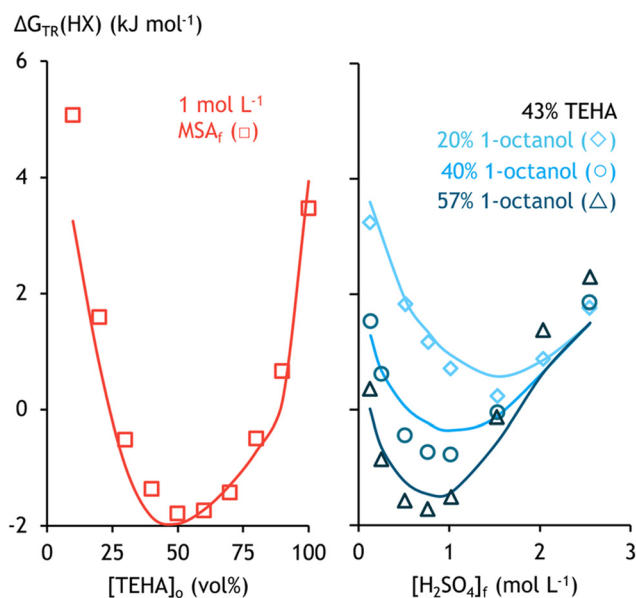 ΔG_TR(HX) (kJ mol⁻¹)
6
4
2
0
-2
1 mol L⁻¹
MSA_f (□)
0 25 50 75 100
[TEHA]_o (vol%)
43% TEHA
20% 1-octanol (◇)
40% 1-octanol (○)
57% 1-octanol (△)
0 1 2 3
[H₂SO₄]_f (mol L⁻¹)